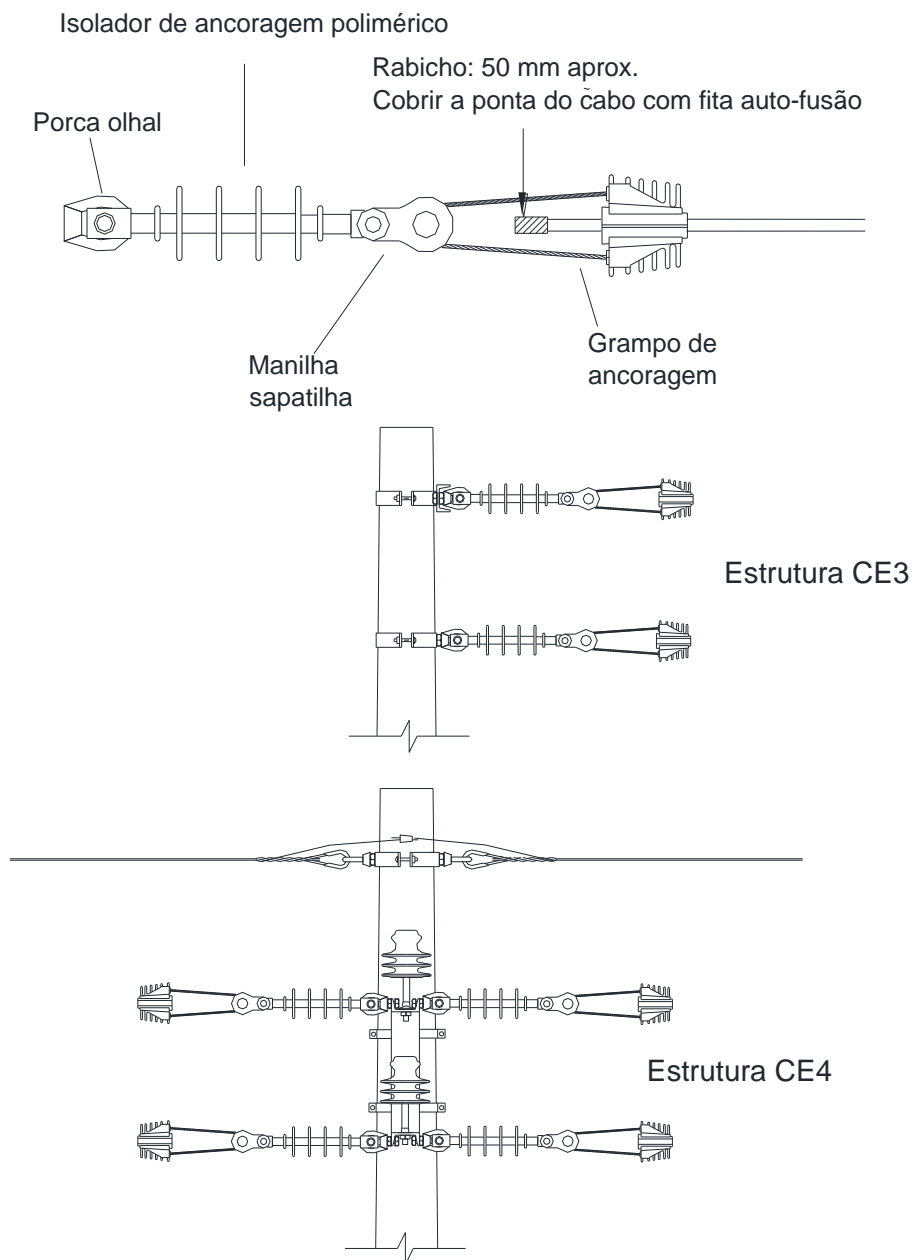 Isolador de ancoragem polimérico
Rabicho: 50 mm aprox.
Cobrir a ponta do cabo com fita auto-fusão
Porca olhal
Manilha
sapatilha
Grampo de
ancoragem
Estrutura CE3
Estrutura CE4